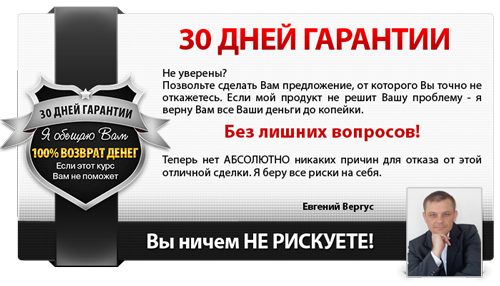 30 ДНЕЙ ГАРАНТИИ
Не уверены?
Позвольте сделать Вам предложение, от которого Вы точно не
откажетесь. Если мой продукт не решит Вашу проблему - я
верну Вам все Ваши деньги до копейки.
Без лишних вопросов!
Теперь нет АБСОЛЮТНО никаких причин для отказа от этой
отличной сделки. Я беру все риски на себя.
Евгений Вергус
30 ДНЕЙ ГАРАНТИИ
Я обещаю Вам
100% ВОЗВРАТ ДЕНЕГ
Если этот курс
Вам не поможет
Вы ничем НЕ РИСКУЕТЕ!